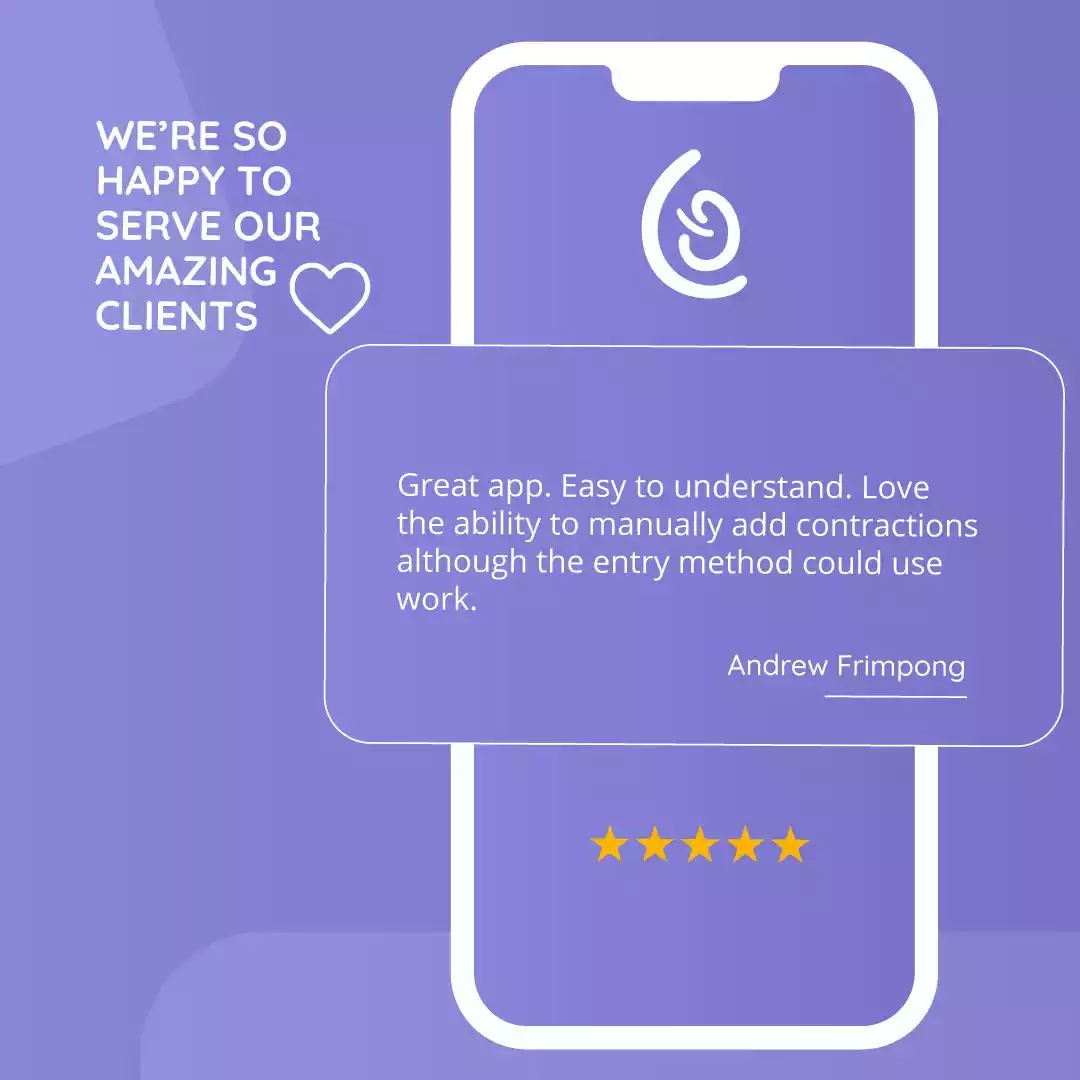 WE’RE SO
HAPPY TO
SERVE OUR
AMAZING
CLIENTS
Great app. Easy to understand. Love
the ability to manually add contractions
although the entry method could use
work.
Andrew Frimpong